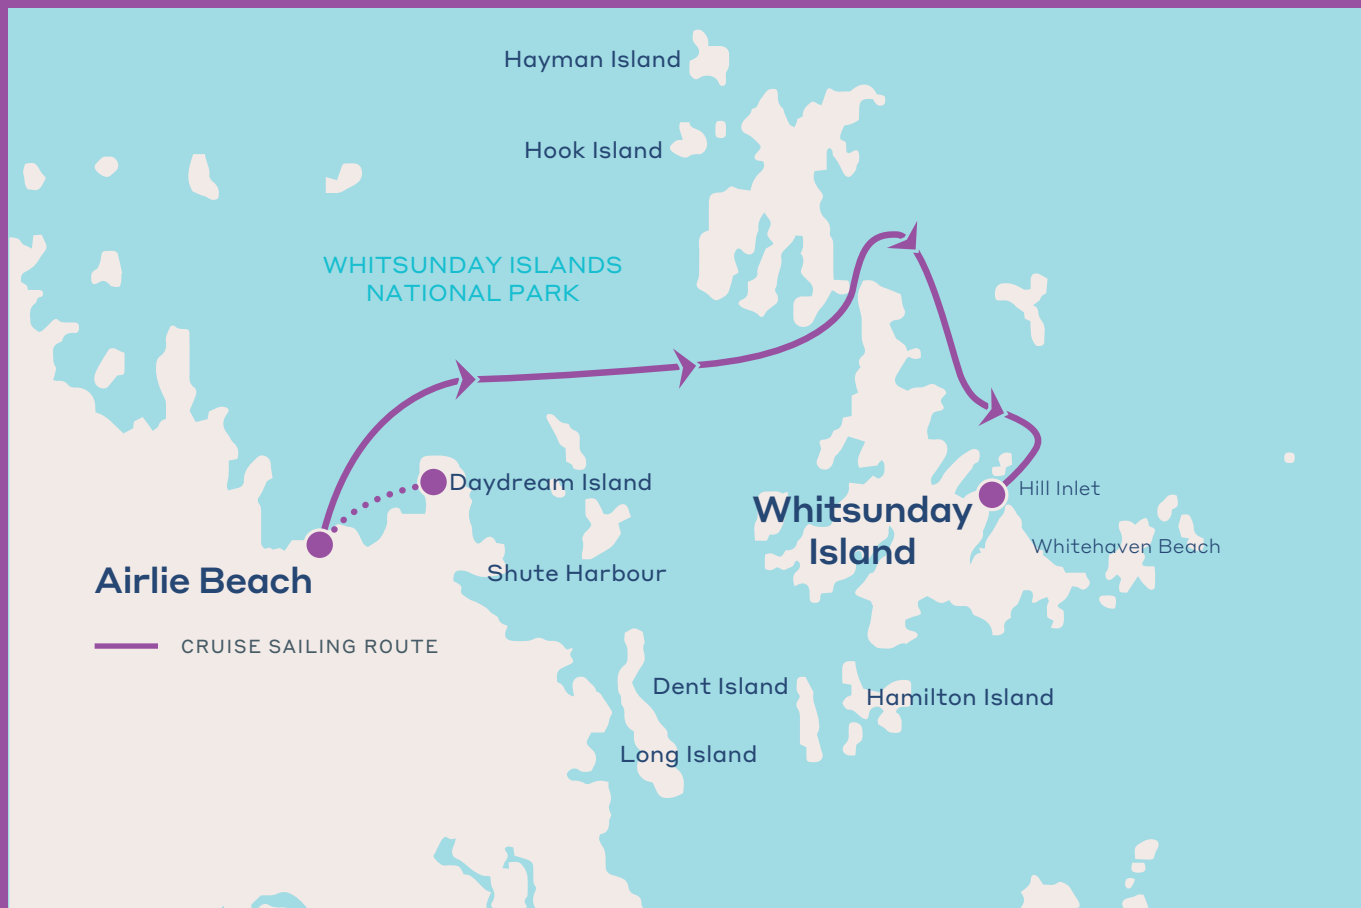 Hayman Island
Hook Island
WHITSUNDAY ISLANDS
NATIONAL PARK
Daydream Island
Hill Inlet
Whitsunday
Island
Whitehaven Beach
Shute Harbour
Airlie Beach
CRUISE SAILING ROUTE
Dent Island
Hamilton Island
Long Island